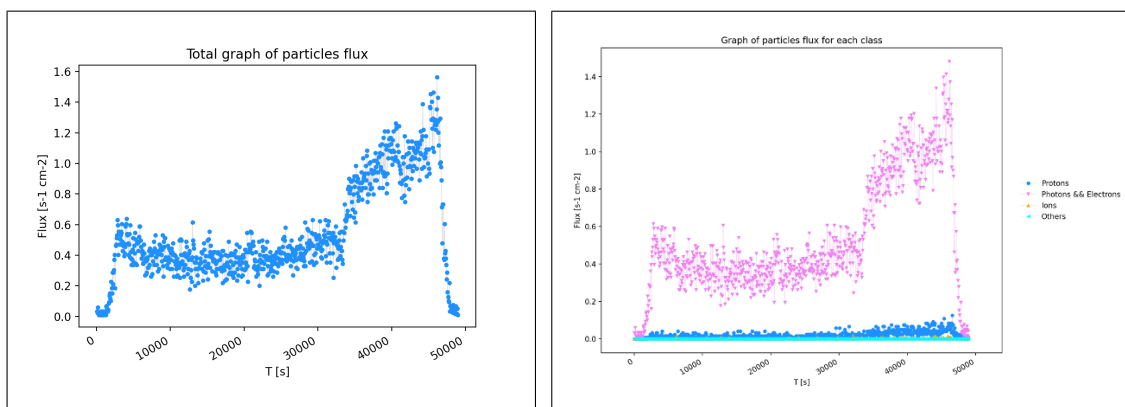 Total graph of particles flux
1.6
1.4
1.2
1.0
0.8
0.6
0.4
0.2
0.0
Flux [s-1 cm-2]
0
10000
20000
30000
40000
50000
T [s]
Graph of particles flux for each class
1.4
1.2
1.0
0.8
0.6
0.4
0.2
0.0
Flux [s-1 cm-2]
0
10000
20000
30000
40000
50000
T [s]
Protons
Photons && Electrons
Ions
Others